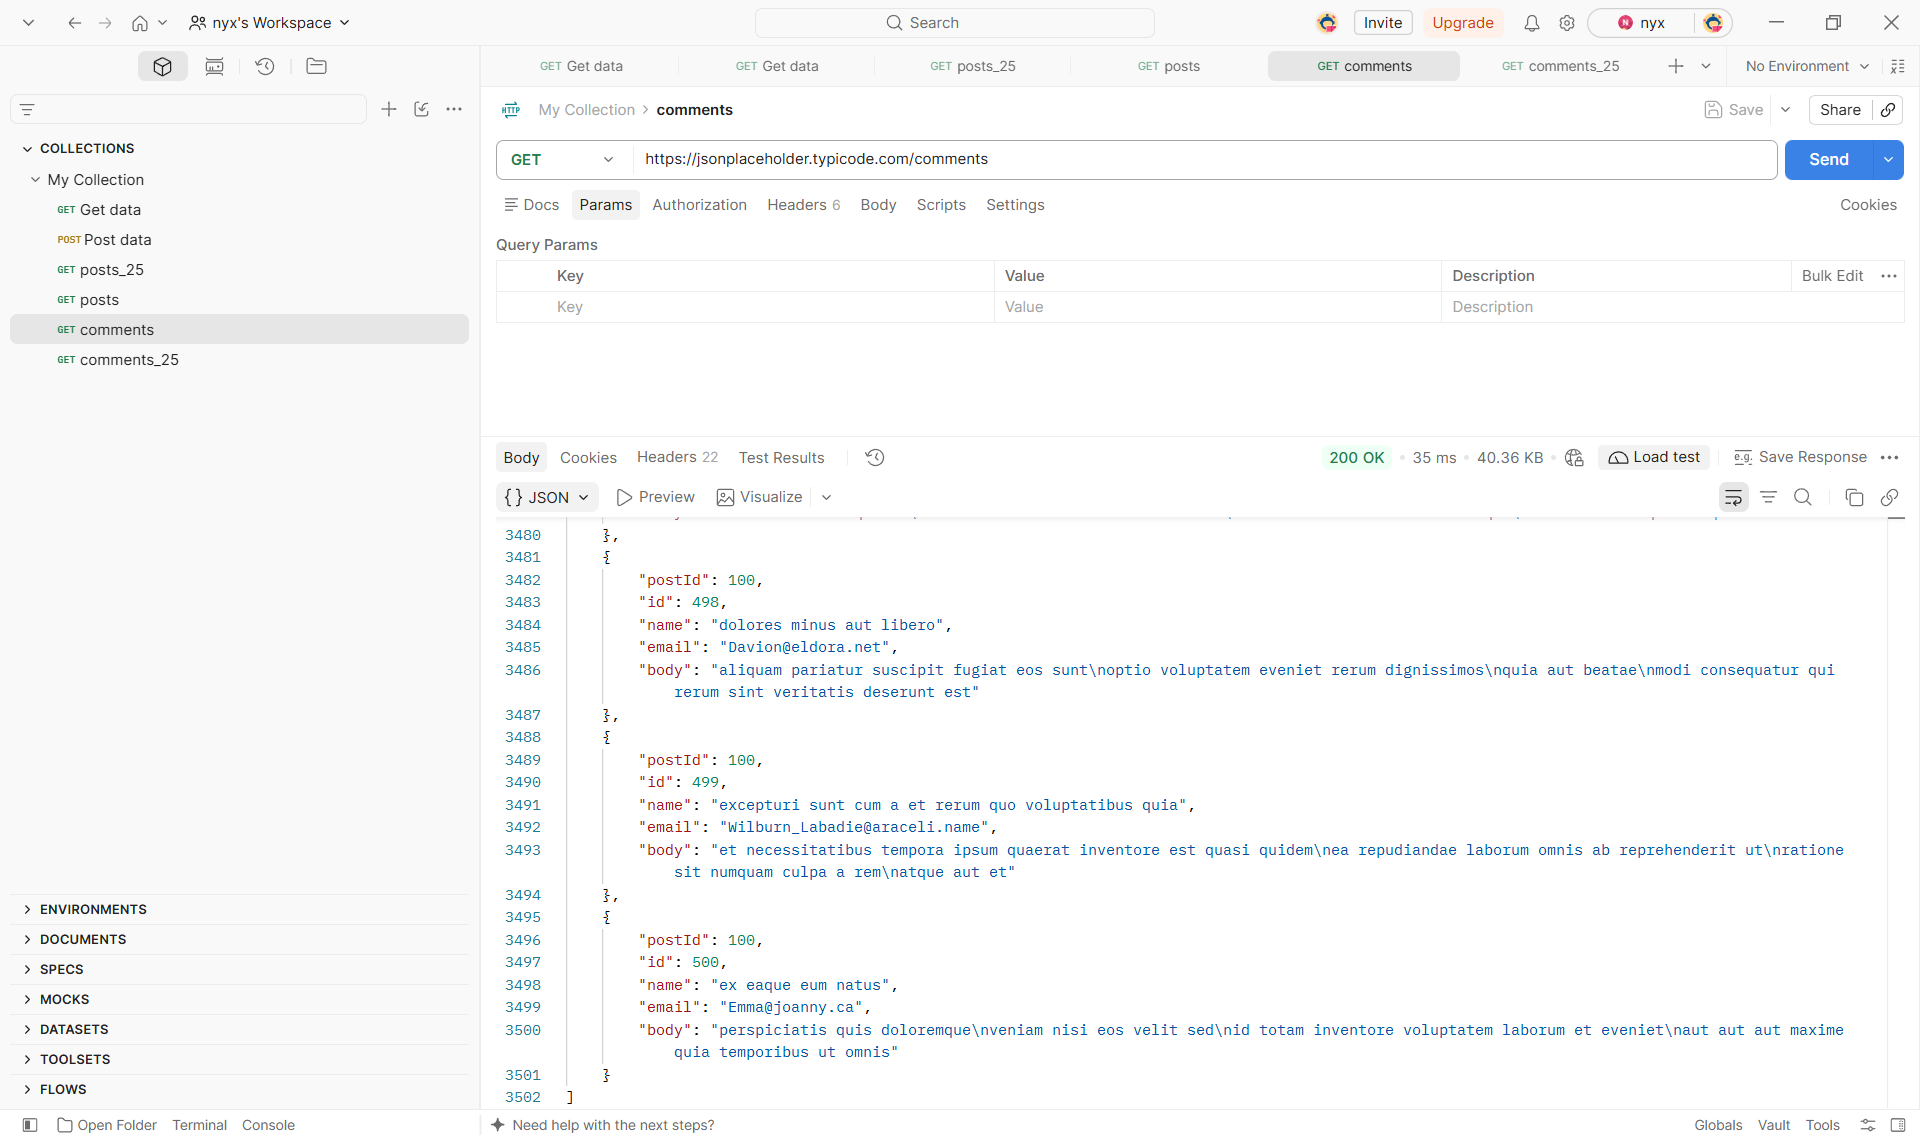 nyx's Workspace
Search
Invite
Upgrade
N
nyx
GET Get data
GET Get data
GET posts_25
GET posts
GET comments
GET comments_25
No Environment
COLLECTIONS
My Collection
GET Get data
POST Post data
GET posts_25
GET posts
GET comments
GET comments_25
ENVIRONMENTS
DOCUMENTS
SPECS
MOCKS
DATASETS
TOOLSETS
FLOWS
HTTP
My Collection > comments
Save
Share
GET
https://jsonplaceholder.typicode.com/comments
Send
Docs
Params
Authorization
Headers 6
Body
Scripts
Settings
Cookies
Query Params
Key
Value
Description
Bulk Edit
Key
Value
Description
Body
Cookies
Headers 22
Test Results
200 OK
35 ms
40.36 KB
Load test
e.g. Save Response
{} JSON
Preview
Visualize
3480 },
3481 {
3482 "postId": 100,
3483 "id": 498,
3484 "name": "dolores minus aut libero",
3485 "email": "Davion@eldora.net",
3486 "body": "aliquam pariatur suscipit fugiat eos sunt\noptio voluptatem eveniet rerum dignissimos\nquia aut beatae\nmodi consequatur qui
rerum sint veritatis deserunt est"
3487 },
3488 {
3489 "postId": 100,
3490 "id": 499,
3491 "name": "excepturi sunt cum a et rerum quo voluptatibus quia",
3492 "email": "Wilburn_Labadie@araceli.name",
3493 "body": "et necessitatibus tempora ipsum quaerat inventore est quasi quidem\nea repudiandae laborum omnis ab reprehenderit ut\nratione
sit numquam culpa a rem\natque aut et"
3494 },
3495 {
3496 "postId": 100,
3497 "id": 500,
3498 "name": "ex eaque eum natus",
3499 "email": "Emma@joanny.ca",
3500 "body": "perspiciatis quis doloremque\nveniam nisi eos velit sed\nid totam inventore voluptatem laborum et eveniet\naut aut aut maxime
quia temporibus ut omnis"
3501 }
3502 ]
Open Folder
Terminal
Console
Need help with the next steps?
Globals
Vault
Tools